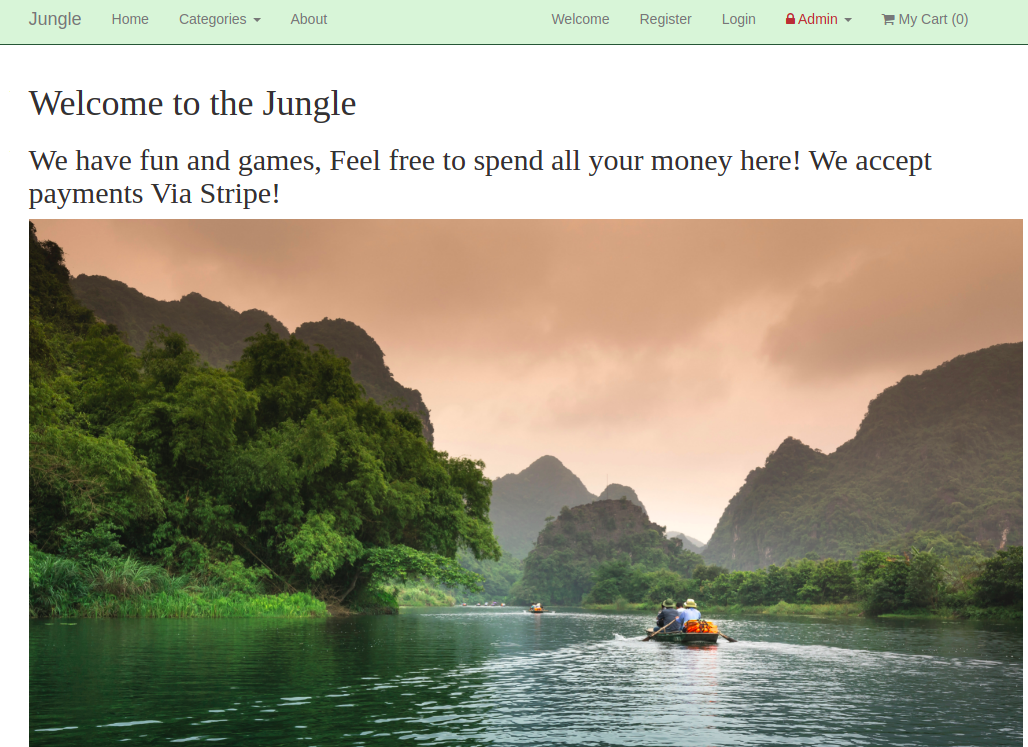 Jungle Home Categories About Welcome Register Login Admin My Cart (0)
Welcome to the Jungle
We have fun and games, Feel free to spend all your money here! We accept
payments Via Stripe!